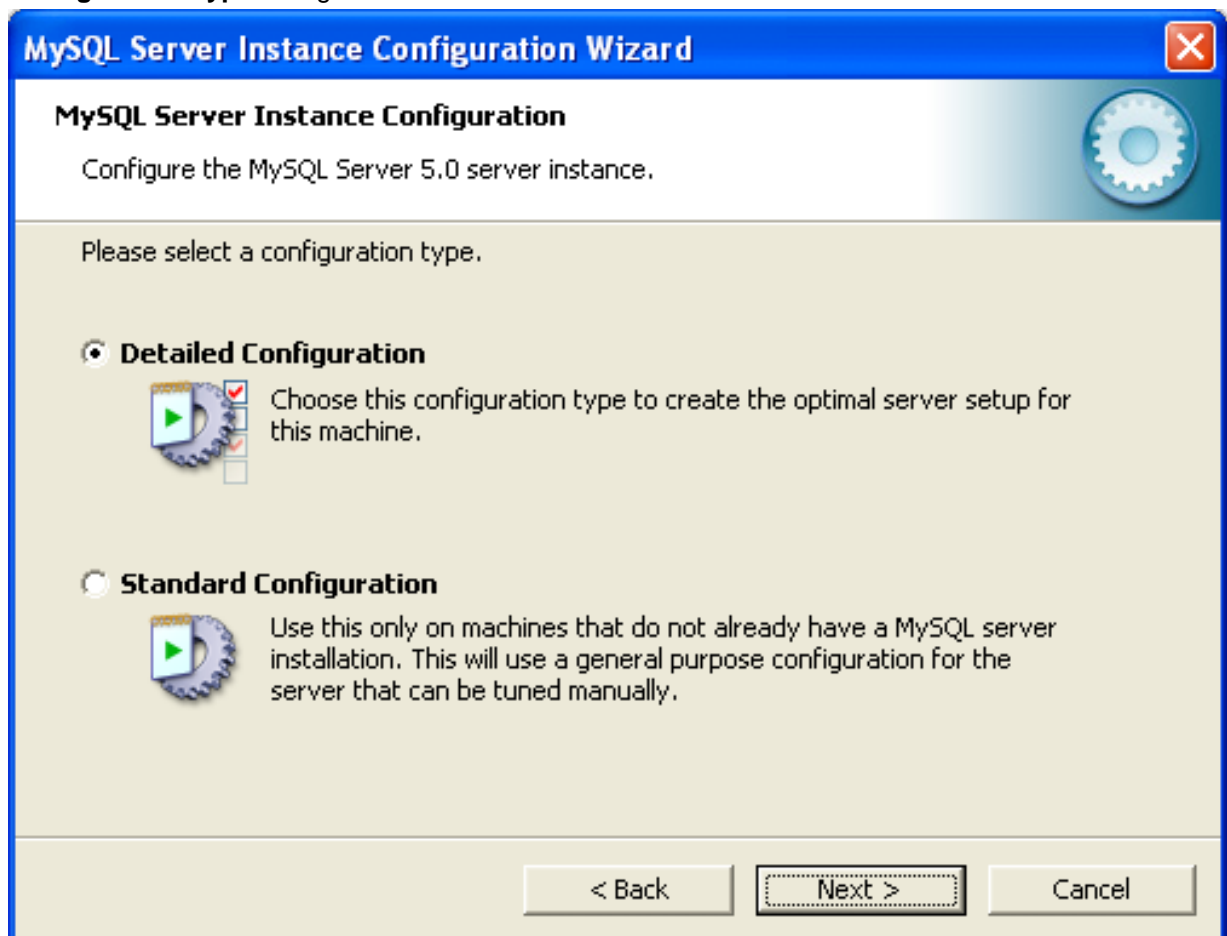 MySQL Server Instance Configuration Wizard
MySQL Server Instance Configuration
Configure the MySQL Server 5.0 server instance.
Please select a configuration type.
Detailed Configuration
Choose this configuration type to create the optimal server setup for
this machine.
Standard Configuration
Use this only on machines that do not already have a MySQL server
installation. This will use a general purpose configuration for the
server that can be tuned manually.
< Back
Next >
Cancel